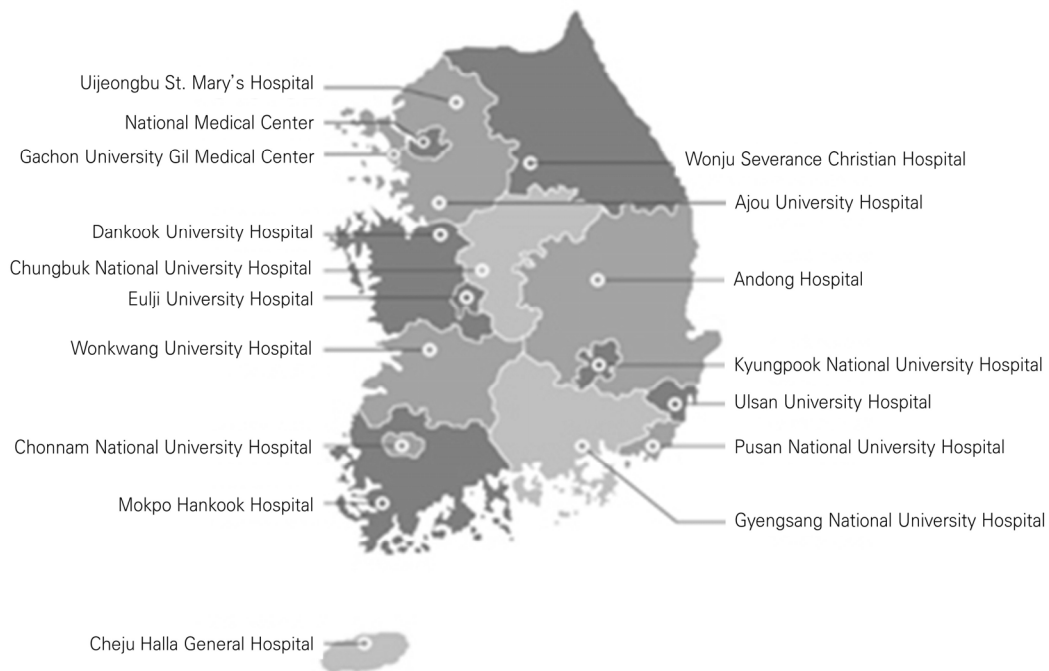 Uijeongbu St. Mary's Hospital
National Medical Center
Gachon University Gil Medical Center
Dankook University Hospital
Chungbuk National University Hospital
Eulji University Hospital
Wonkwang University Hospital
Chonnam National University Hospital
Mokpo Hankook Hospital
Cheju Halla General Hospital
Wonju Severance Christian Hospital
Ajou University Hospital
Andong Hospital
Kyungpook National University Hospital
Ulsan University Hospital
Pusan National University Hospital
Gyengsang National University Hospital